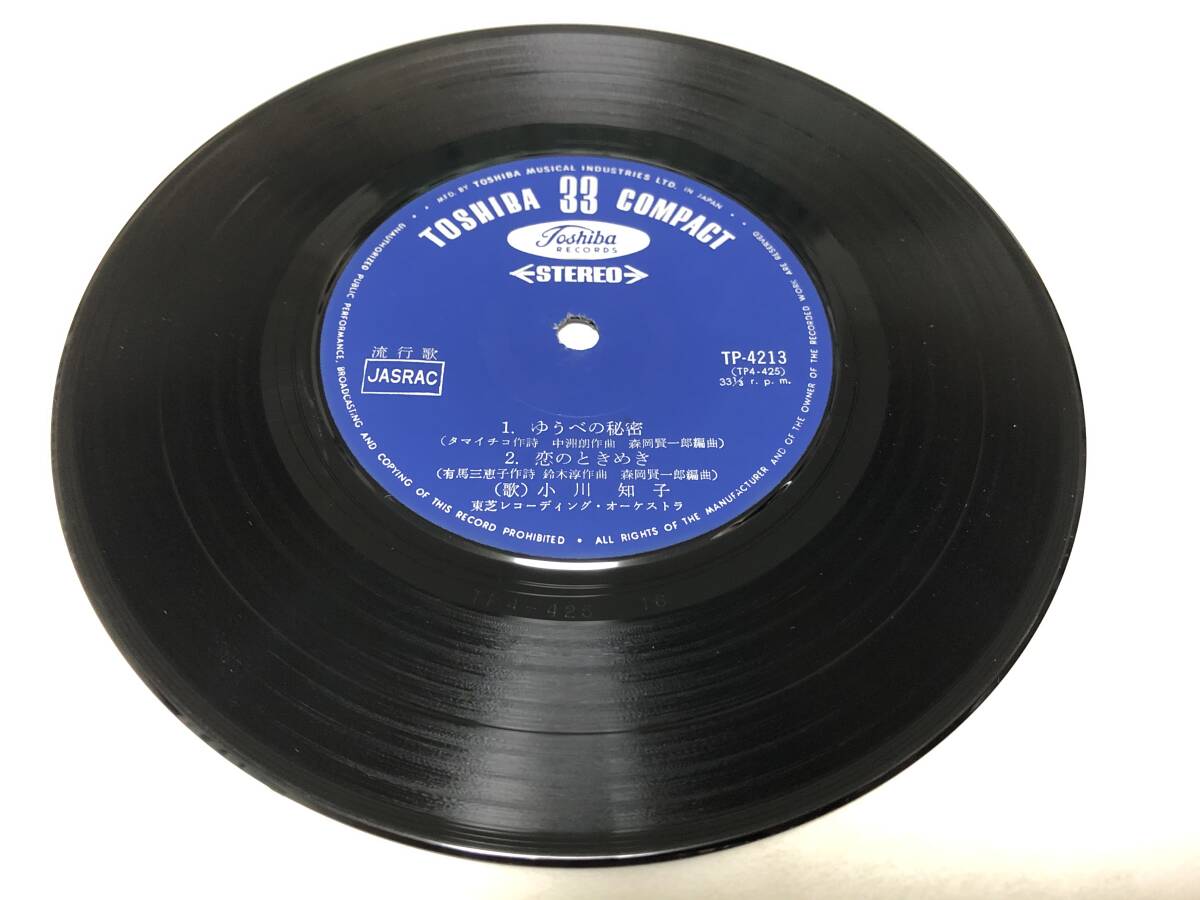 MFD. BY TOSHIBA MUSICAL INDUSTRIES LTD. IN JAPAN
TOSHIBA 33 COMPACT
Toshiba
RECORDS
STEREO
流行歌
JASRAC
TP-4213
(TP4-425)
33⅓ r. p. m.
1. ゆうべの秘密
(タマイチコ作詩 中洲朗作曲 森岡賢一郎編曲)
2. 恋のときめき
(有馬三恵子作詩 鈴木淳作曲 森岡賢一郎編曲)
(歌) 小川 知子
東芝レコーディング・オーケストラ
UNAUTHORIZED PUBLIC PERFORMANCE, BROADCASTING AND COPYING OF THIS RECORD PROHIBITED • ALL RIGHTS OF THE MANUFACTURER AND OF THE OWNER OF THE RECORDED WORK ARE RESERVED